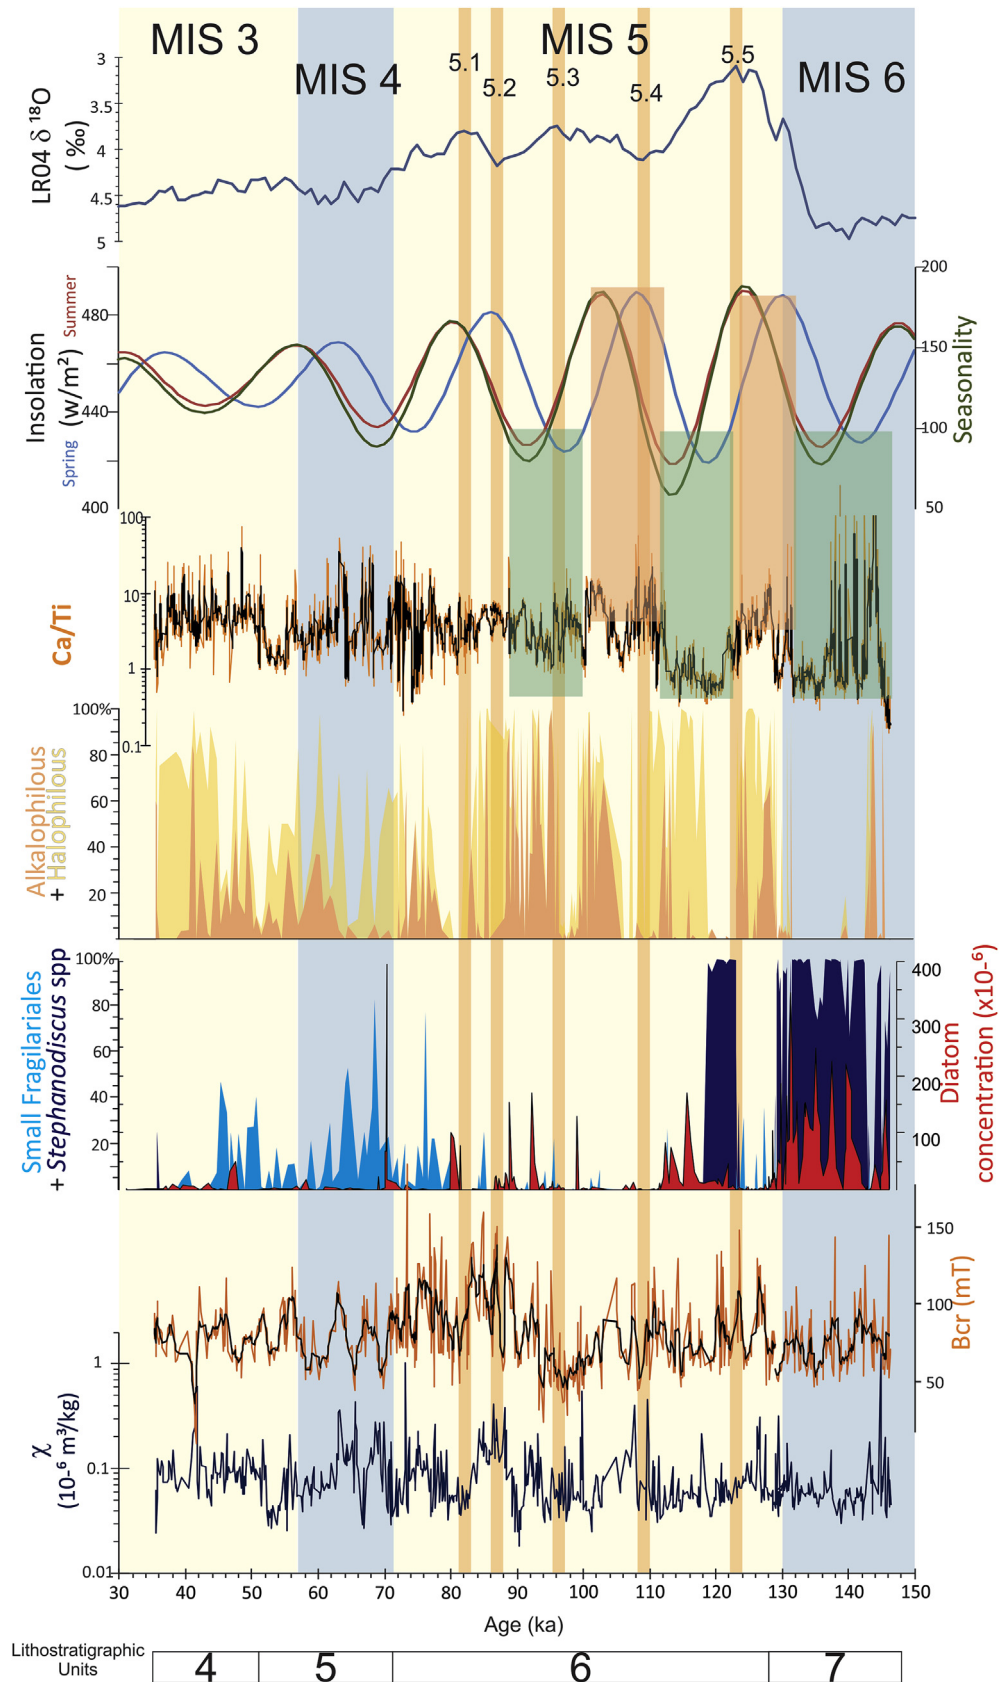 MIS 3
MIS 4
MIS 5
MIS 6
5.1
5.2
5.3
5.4
5.5
LR04 δ ¹⁸O
( ‰)
3
3.5
4
4.5
5
Insolation
(w/m²)
Summer
Spring
480
440
400
200
150
100
50
Seasonality
Ca/Ti
100
10
1
0.1
Alkalophilous
+ Halophilous
100%
80
60
40
20
Small Fragilariales
+ Stephanodiscus spp
100%
80
60
40
20
400
300
200
100
Diatom
concentration (x10-⁶)
150
100
50
Bcr (mT)
χ
(10-⁶ m³/kg)
1
0.1
0.01
30 40 50 60 70 80 90 100 110 120 130 140 150
Age (ka)
Lithostratigraphic
Units
4 5 6 7